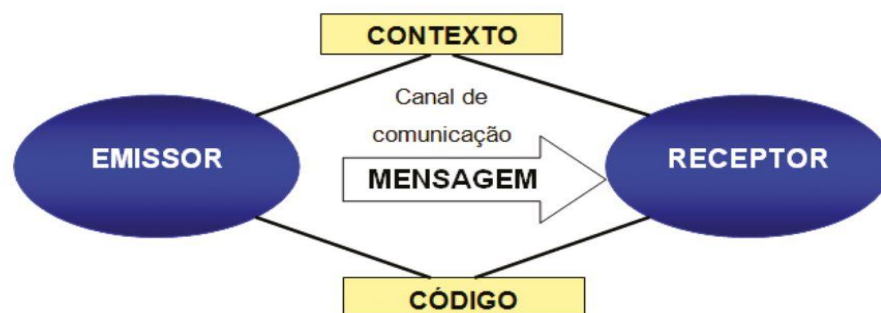 CONTEXTO
Canal de
comunicação
EMISSOR
MENSAGEM
RECEPTOR
CÓDIGO